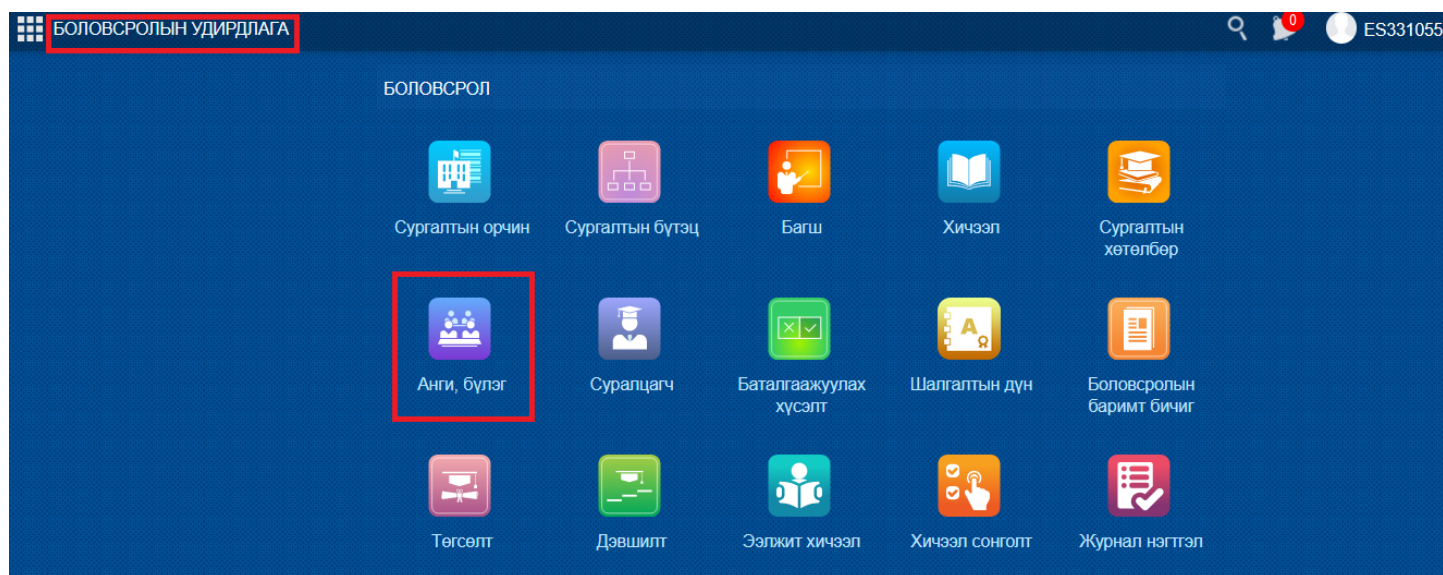 БОЛОВСРОЛЫН УДИРДЛАГА
0
ES331055
БОЛОВСРОЛ
Сургалтын орчин
Сургалтын бүтэц
Багш
Хичээл
Сургалтын
хөтөлбөр
Анги, бүлэг
Суралцагч
Баталгаажуулах
хүсэлт
A
Шалгалтын дүн
Боловсролын
баримт бичиг
Төгсөлт
Дэвшилт
Ээлжит хичээл
Хичээл сонголт
Журнал нэгтгэл